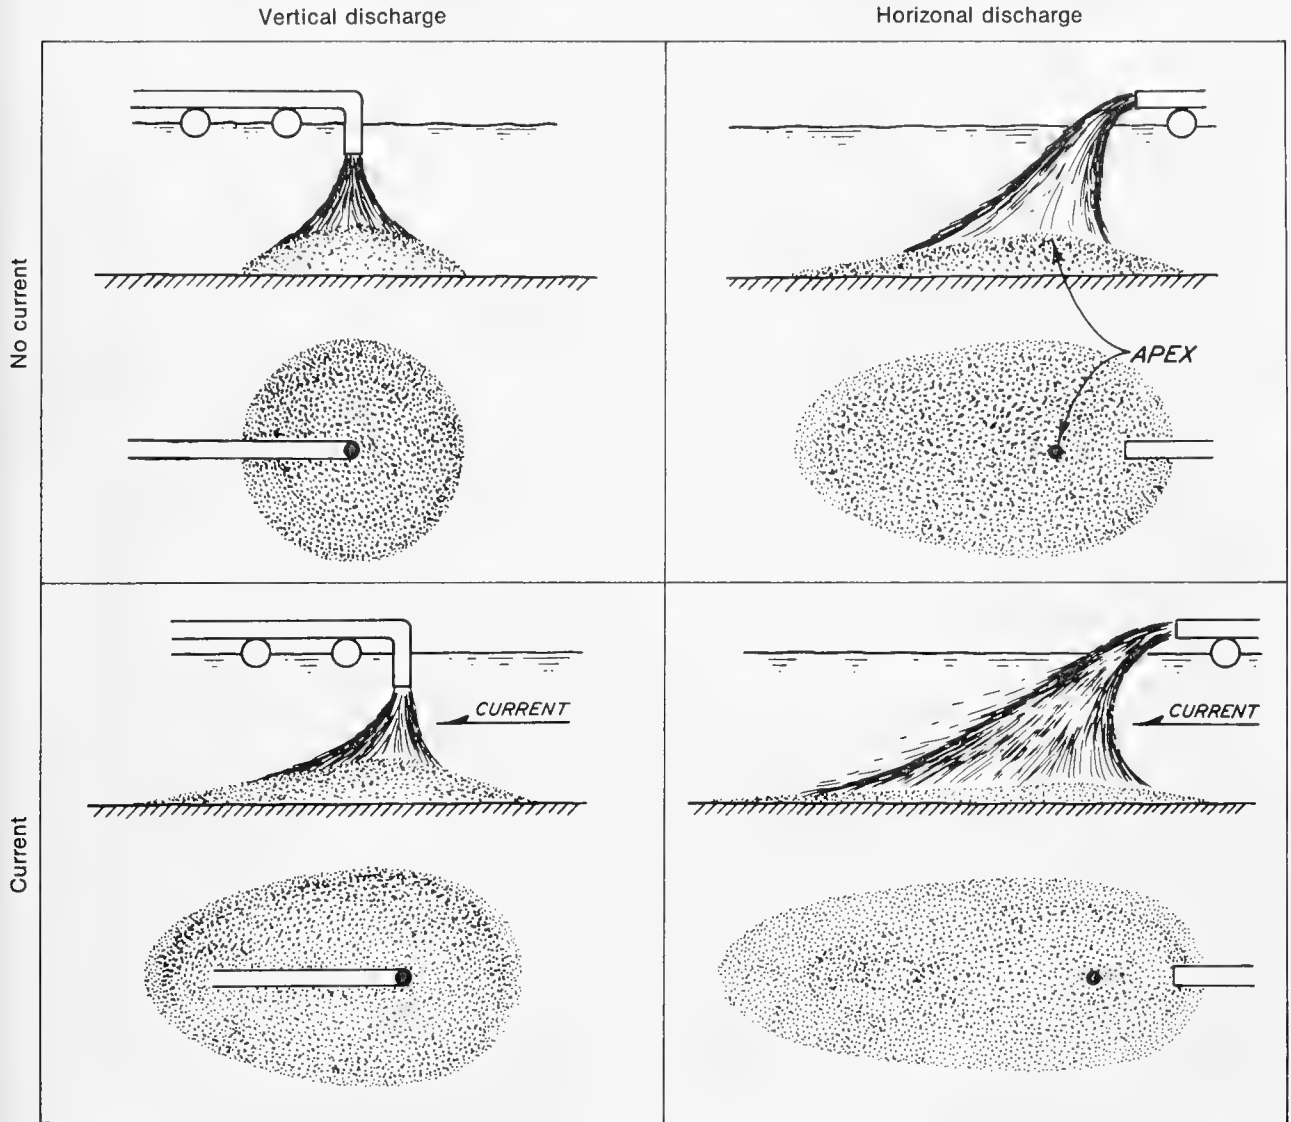 Vertical discharge
Horizonal discharge
No current
APEX
Current
CURRENT
CURRENT